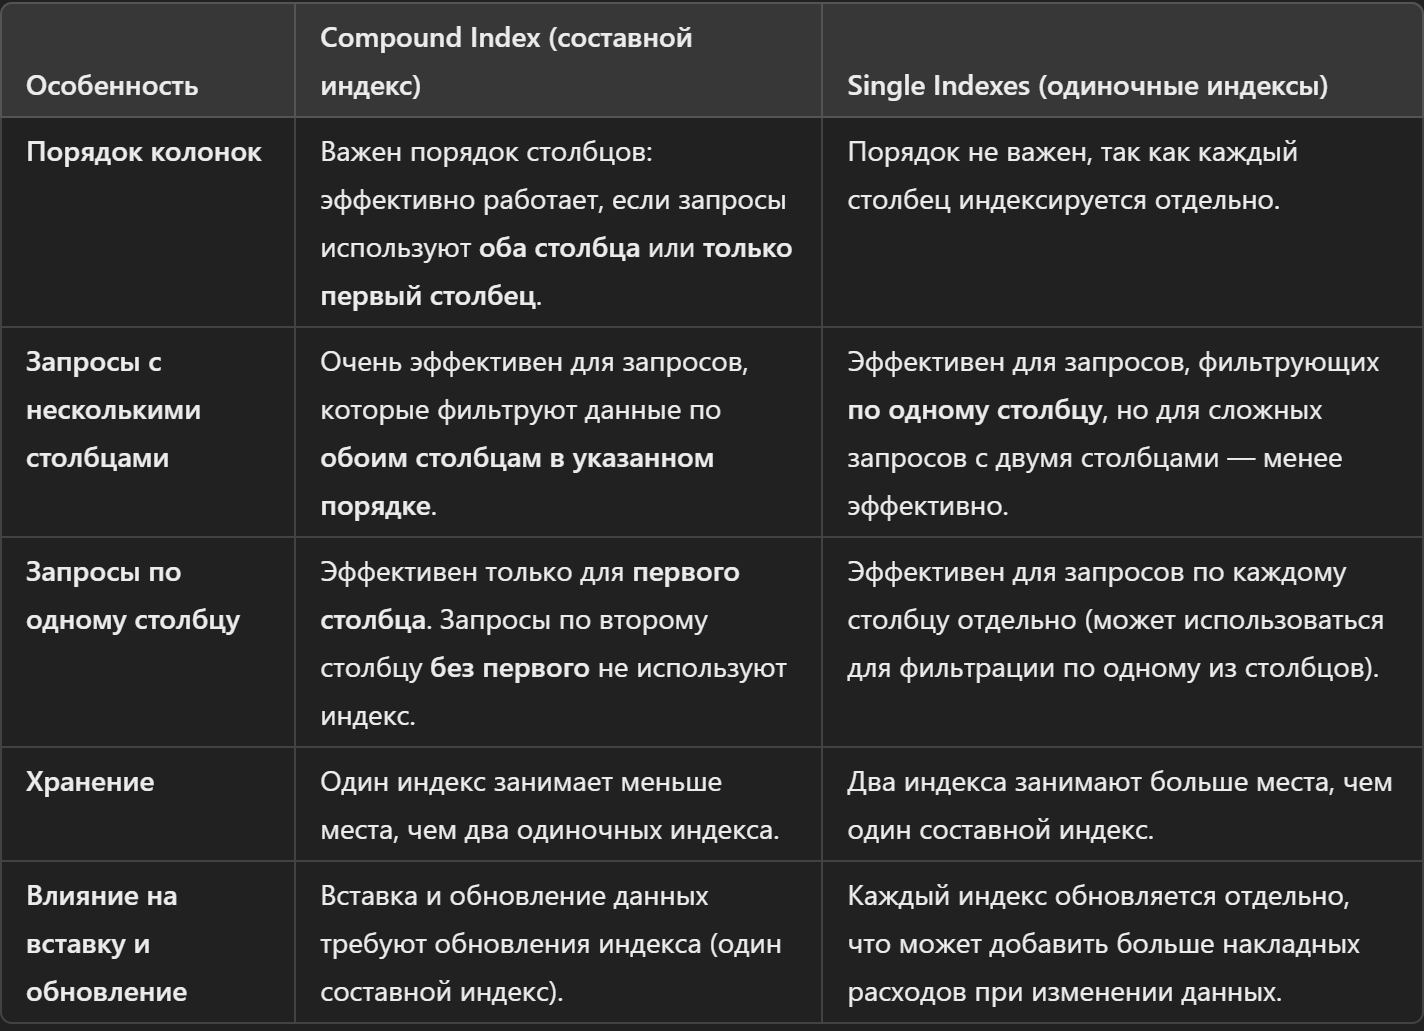 Особенность
Compound Index (составной
индекс)
Single Indexes (одиночные индексы)
Порядок колонок
Важен порядок столбцов:
эффективно работает, если запросы
используют оба столбца или только
первый столбец.
Порядок не важен, так как каждый
столбец индексируется отдельно.
Запросы с
несколькими
столбцами
Очень эффективен для запросов,
которые фильтруют данные по
обоим столбцам в указанном
порядке.
Эффективен для запросов, фильтрующих
по одному столбцу, но для сложных
запросов с двумя столбцами — менее
эффективно.
Запросы по
одному столбцу
Эффективен только для первого
столбца. Запросы по второму
столбцу без первого не используют
индекс.
Эффективен для запросов по каждому
столбцу отдельно (может использоваться
для фильтрации по одному из столбцов).
Хранение
Один индекс занимает меньше
места, чем два одиночных индекса.
Два индекса занимают больше места, чем
один составной индекс.
Влияние на
вставку и
обновление
Вставка и обновление данных
требуют обновления индекса (один
составной индекс).
Каждый индекс обновляется отдельно,
что может добавить больше накладных
расходов при изменении данных.